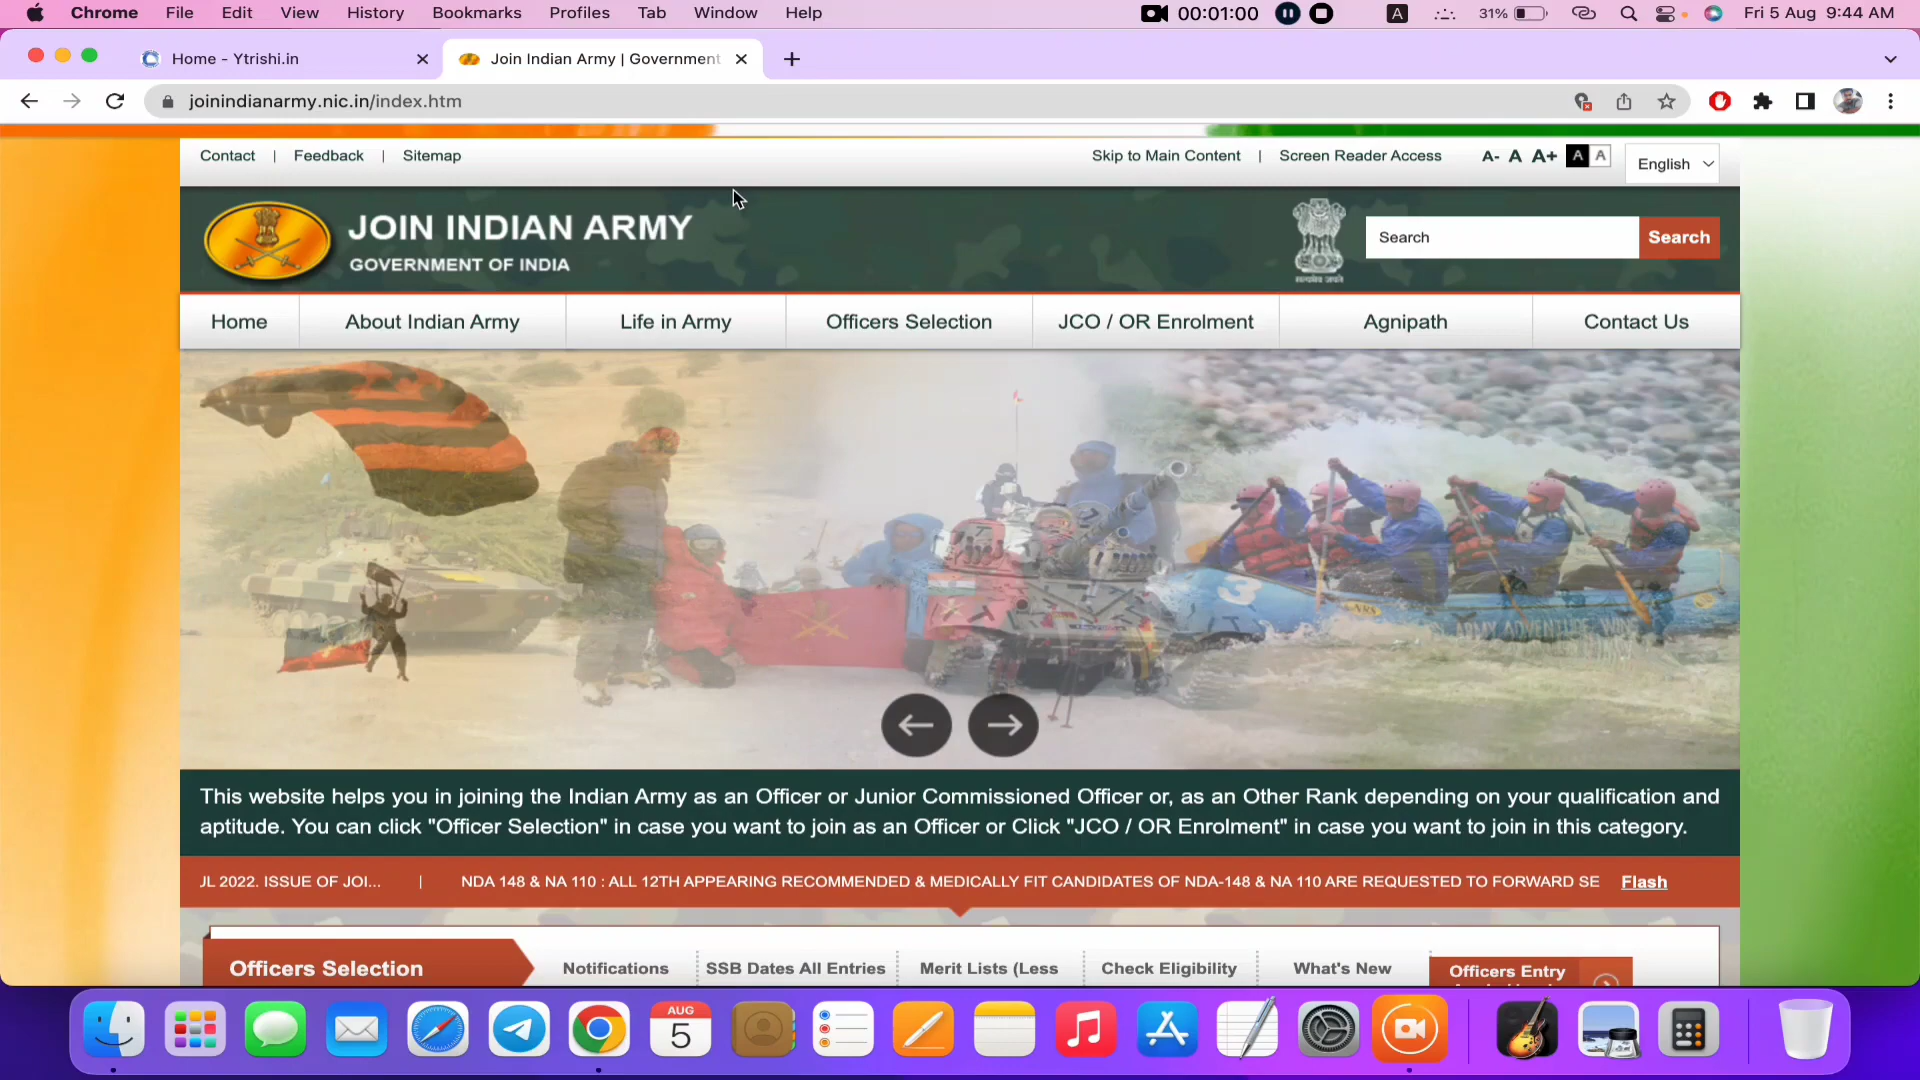 Chrome File Edit View History Bookmarks Profiles Tab Window Help 00:01:00 A 31% Fri 5 Aug 9:44 AM
Home - Ytrishi.in Join Indian Army | Government
joinindianarmy.nic.in/index.htm
Contact | Feedback | Sitemap Skip to Main Content | Screen Reader Access A- A A+ A A English
JOIN INDIAN ARMY
GOVERNMENT OF INDIA
सत्यमेव जयते
Search Search
Home About Indian Army Life in Army Officers Selection JCO / OR Enrolment Agnipath Contact Us
3
ARMY ADVENTURE WIN
This website helps you in joining the Indian Army as an Officer or Junior Commissioned Officer or, as an Other Rank depending on your qualification and
aptitude. You can click "Officer Selection" in case you want to join as an Officer or Click "JCO / OR Enrolment" in case you want to join in this category.
JL 2022. ISSUE OF JOI... | NDA 148 & NA 110 : ALL 12TH APPEARING RECOMMENDED & MEDICALLY FIT CANDIDATES OF NDA-148 & NA 110 ARE REQUESTED TO FORWARD SE Flash
Officers Selection Notifications SSB Dates All Entries Merit Lists (Less Check Eligibility What's New Officers Entry
AUG
5